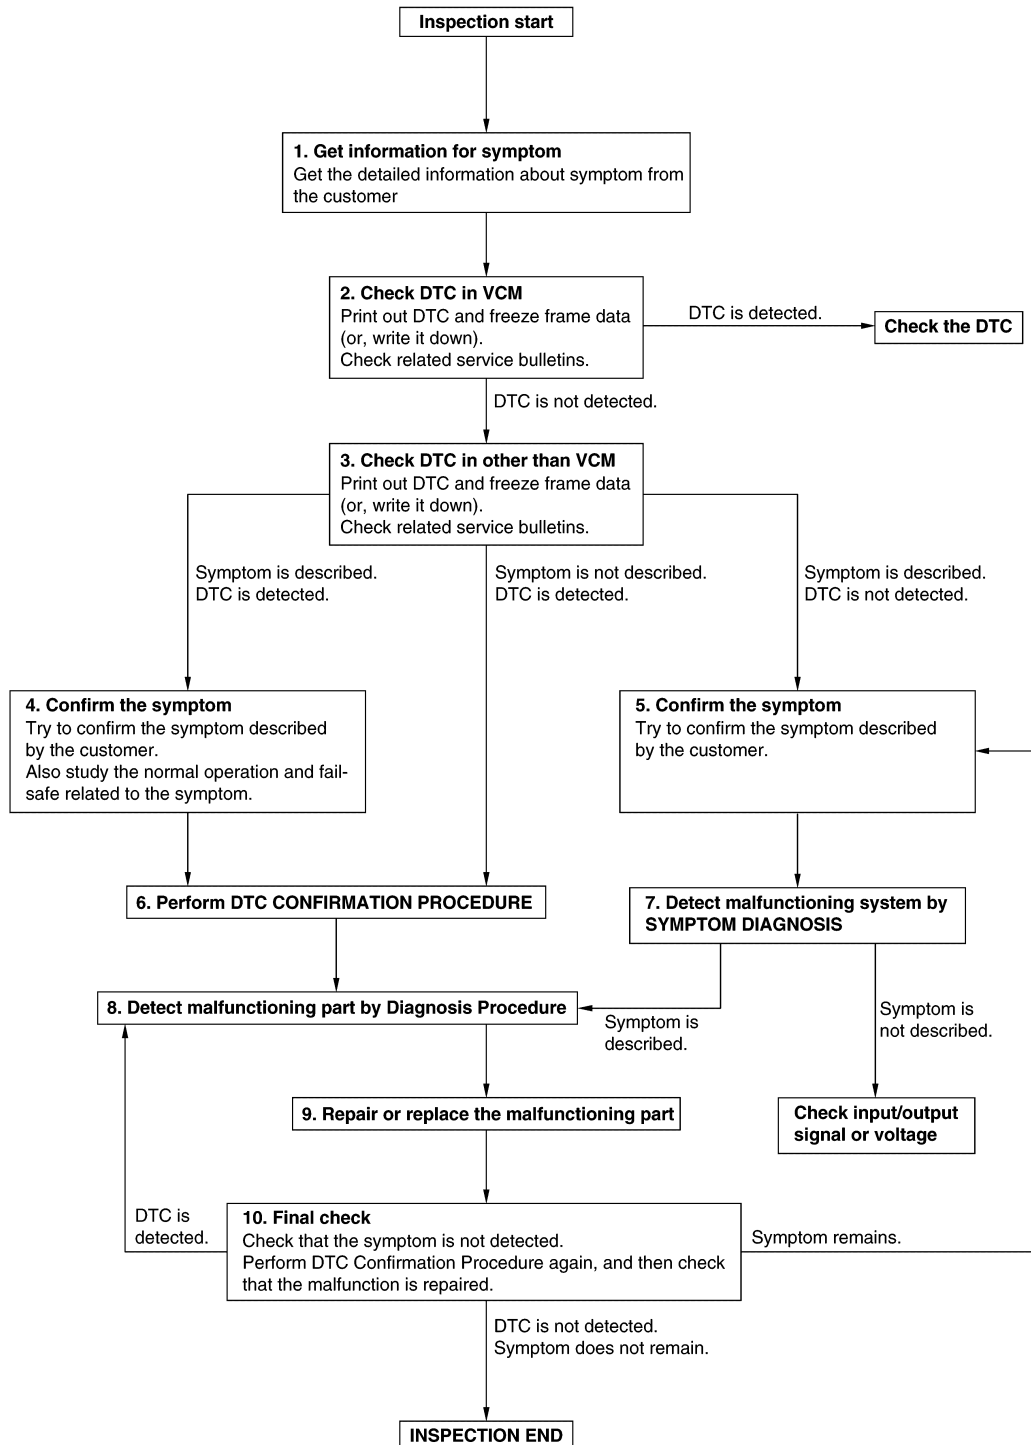 Inspection start
1. Get information for symptom
Get the detailed information about symptom from
the customer
2. Check DTC in VCM
Print out DTC and freeze frame data
(or, write it down).
Check related service bulletins.
DTC is detected.
Check the DTC
DTC is not detected.
3. Check DTC in other than VCM
Print out DTC and freeze frame data
(or, write it down).
Check related service bulletins.
Symptom is described.
DTC is detected.
Symptom is not described.
DTC is detected.
Symptom is described.
DTC is not detected.
4. Confirm the symptom
Try to confirm the symptom described
by the customer.
Also study the normal operation and fail-
safe related to the symptom.
5. Confirm the symptom
Try to confirm the symptom described
by the customer.
6. Perform DTC CONFIRMATION PROCEDURE
7. Detect malfunctioning system by
SYMPTOM DIAGNOSIS
8. Detect malfunctioning part by Diagnosis Procedure
Symptom is
described.
Symptom is
not described.
9. Repair or replace the malfunctioning part
Check input/output
signal or voltage
DTC is
detected.
10. Final check
Check that the symptom is not detected.
Perform DTC Confirmation Procedure again, and then check
that the malfunction is repaired.
Symptom remains.
DTC is not detected.
Symptom does not remain.
INSPECTION END